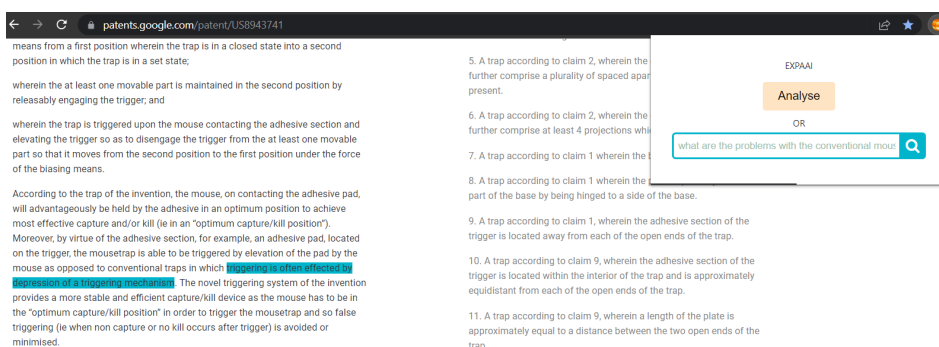 patents.google.com/patent/US8943741
means from a first position wherein the trap is in a closed state into a second
position in which the trap is in a set state;
wherein the at least one movable part is maintained in the second position by
releasably engaging the trigger; and
wherein the trap is triggered upon the mouse contacting the adhesive section and
elevating the trigger so as to disengage the trigger from the at least one movable
part so that it moves from the second position to the first position under the force
of the biasing means.
According to the trap of the invention, the mouse, on contacting the adhesive pad,
will advantageously be held by the adhesive in an optimum position to achieve
most effective capture and/or kill (ie in an “optimum capture/kill position”).
Moreover, by virtue of the adhesive section, for example, an adhesive pad, located
on the trigger, the mousetrap is able to be triggered by elevation of the pad by the
mouse as opposed to conventional traps in which triggering is often effected by
depression of a triggering mechanism. The novel triggering system of the invention
provides a more stable and efficient capture/kill device as the mouse has to be in
the “optimum capture/kill position” in order to trigger the mousetrap and so false
triggering (ie when non capture or no kill occurs after trigger) is avoided or
minimised.
5. A trap according to claim 2, wherein the
further comprise a plurality of spaced apar
present.
6. A trap according to claim 2, wherein the
further comprise at least 4 projections whi
7. A trap according to claim 1 wherein the
8. A trap according to claim 1 wherein the
part of the base by being hinged to a side of the base.
9. A trap according to claim 1, wherein the adhesive section of the
trigger is located away from each of the open ends of the trap.
10. A trap according to claim 9, wherein the adhesive section of the
trigger is located within the interior of the trap and is approximately
equidistant from each of the open ends of the trap.
11. A trap according to claim 9, wherein a length of the plate is
approximately equal to a distance between the two open ends of the
trap
EXPAAI
Analyse
OR
what are the problems with the conventional mou